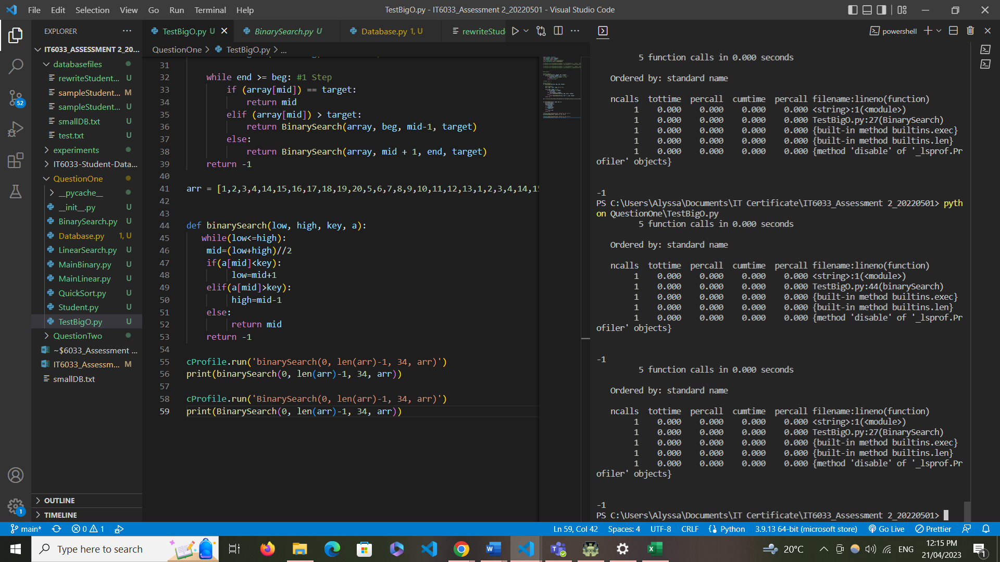 File Edit Selection View Go Run Terminal Help
TestBigO.py - IT6033_Assessment 2_20220501 - Visual Studio Code
EXPLORER ···
IT6033_ASSESSMENT 2_20...
databasefiles
rewriteStudent... U
sampleStudent... M
sampleStudent... U
smallDB.txt U
test.txt U
experiments
IT6033-Student-Data...
QuestionOne
__pycache__
__init__.py U
BinarySearch.py U
Database.py 1, U
LinearSearch.py U
MainBinary.py U
MainLinear.py U
QuickSort.py U
Student.py U
TestBigO.py U
QuestionTwo
~$6033_Assessment ...
IT6033_Assessm... M
smallDB.txt
OUTLINE
TIMELINE
52
1
TestBigO.py U
BinarySearch.py U
Database.py 1, U
rewriteStude
QuestionOne > TestBigO.py > ...
31
32 while end >= beg: #1 Step
33 if (array[mid]) == target:
34 return mid
35 elif (array[mid]) > target:
36 return BinarySearch(array, beg, mid-1, target)
37 else:
38 return BinarySearch(array, mid + 1, end, target)
39 return -1
40
41 arr = [1,2,3,4,14,15,16,17,18,19,20,5,6,7,8,9,10,11,12,13,1,2,3,4,14,15
42
43
44 def binarySearch(low, high, key, a):
45 while(low<=high):
46 mid=(low+high)//2
47 if(a[mid]<key):
48 low=mid+1
49 elif(a[mid]>key):
50 high=mid-1
51 else:
52 return mid
53 return -1
54
55 cProfile.run('binarySearch(0, len(arr)-1, 34, arr)')
56 print(binarySearch(0, len(arr)-1, 34, arr))
57
58 cProfile.run('BinarySearch(0, len(arr)-1, 34, arr)')
59 print(BinarySearch(0, len(arr)-1, 34, arr))
powershell
5 function calls in 0.000 seconds
Ordered by: standard name
ncalls tottime percall cumtime percall filename:lineno(function)
1 0.000 0.000 0.000 0.000 <string>:1(<module>)
1 0.000 0.000 0.000 0.000 TestBigO.py:27(BinarySearch)
1 0.000 0.000 0.000 0.000 {built-in method builtins.exec}
1 0.000 0.000 0.000 0.000 {built-in method builtins.len}
1 0.000 0.000 0.000 0.000 {method 'disable' of '_lsprof.Pr
ofiler' objects}
-1
PS C:\Users\Alyssa\Documents\IT Certificate\IT6033_Assessment 2_20220501> pyth
on QuestionOne\TestBigO.py
5 function calls in 0.000 seconds
Ordered by: standard name
ncalls tottime percall cumtime percall filename:lineno(function)
1 0.000 0.000 0.000 0.000 <string>:1(<module>)
1 0.000 0.000 0.000 0.000 TestBigO.py:44(binarySearch)
1 0.000 0.000 0.000 0.000 {built-in method builtins.exec}
1 0.000 0.000 0.000 0.000 {built-in method builtins.len}
1 0.000 0.000 0.000 0.000 {method 'disable' of '_lsprof.Pr
ofiler' objects}
-1
5 function calls in 0.000 seconds
Ordered by: standard name
ncalls tottime percall cumtime percall filename:lineno(function)
1 0.000 0.000 0.000 0.000 <string>:1(<module>)
1 0.000 0.000 0.000 0.000 TestBigO.py:27(BinarySearch)
1 0.000 0.000 0.000 0.000 {built-in method builtins.exec}
1 0.000 0.000 0.000 0.000 {built-in method builtins.len}
1 0.000 0.000 0.000 0.000 {method 'disable' of '_lsprof.Pr
ofiler' objects}
-1
PS C:\Users\Alyssa\Documents\IT Certificate\IT6033_Assessment 2_20220501>
main* 0 1 Ln 59, Col 42 Spaces: 4 UTF-8 CRLF Python 3.9.13 64-bit (microsoft store) Go Live Prettier
Type here to search
20°C ENG
12:15 PM
21/04/2023
1